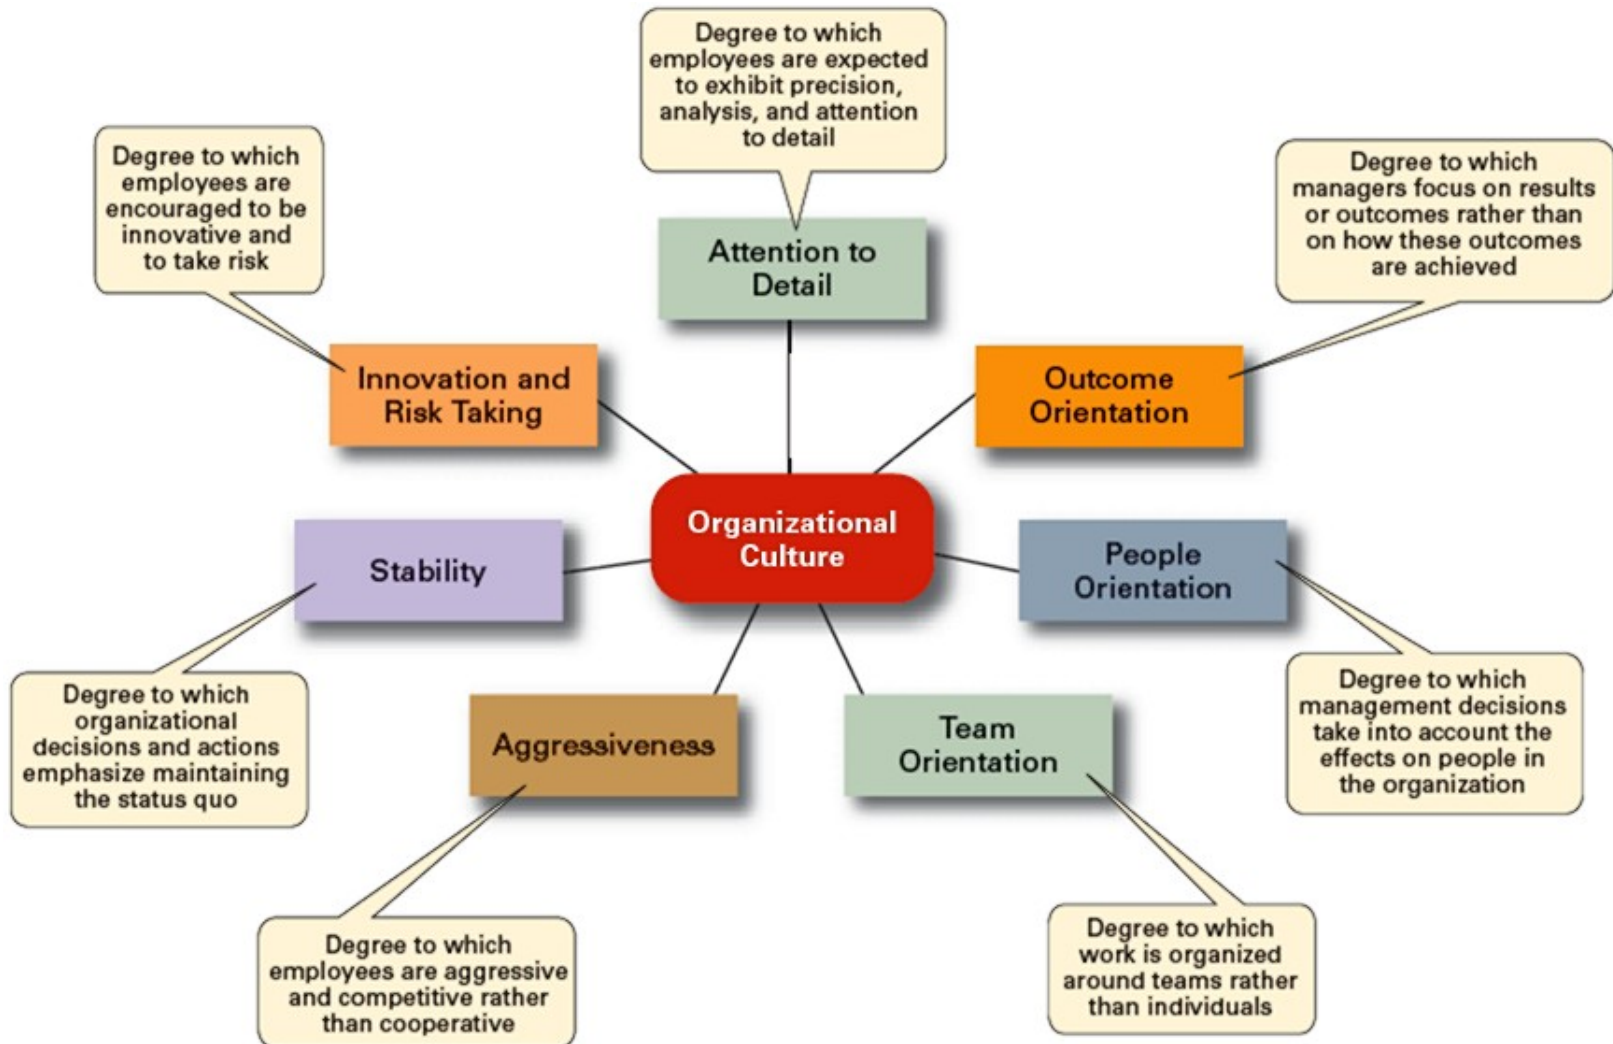 Degree to which
employees are expected
to exhibit precision,
analysis, and attention
to detail
Degree to which
employees are
encouraged to be
innovative and
to take risk
Degree to which
managers focus on results
or outcomes rather than
on how these outcomes
are achieved
Attention to
Detail
Innovation and
Risk Taking
Outcome
Orientation
Organizational
Culture
Stability
People
Orientation
Degree to which
organizational
decisions and actions
emphasize maintaining
the status quo
Aggressiveness
Team
Orientation
Degree to which
management decisions
take into account the
effects on people in
the organization
Degree to which
employees are aggressive
and competitive rather
than cooperative
Degree to which
work is organized
around teams rather
than individuals